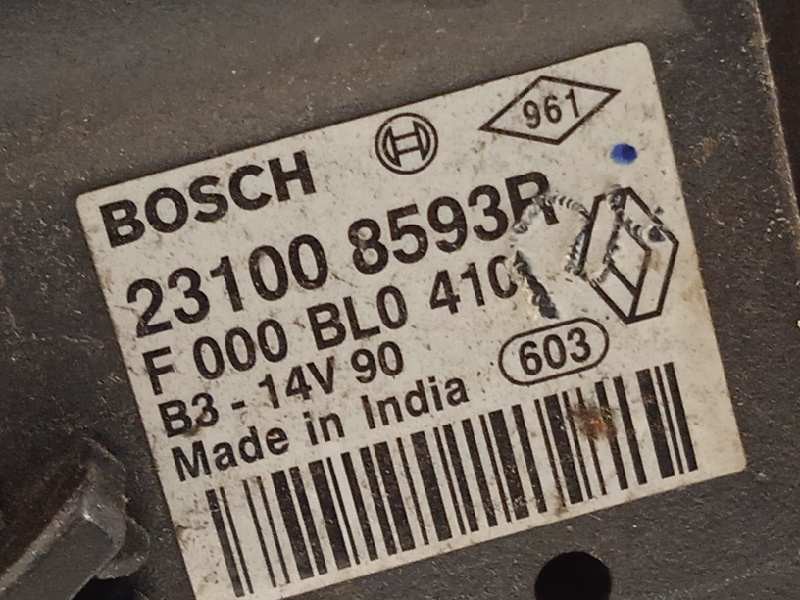 961
BOSCH
23100 8593R
F 000 BL0 410
B3 - 14V 90
603
Made in India